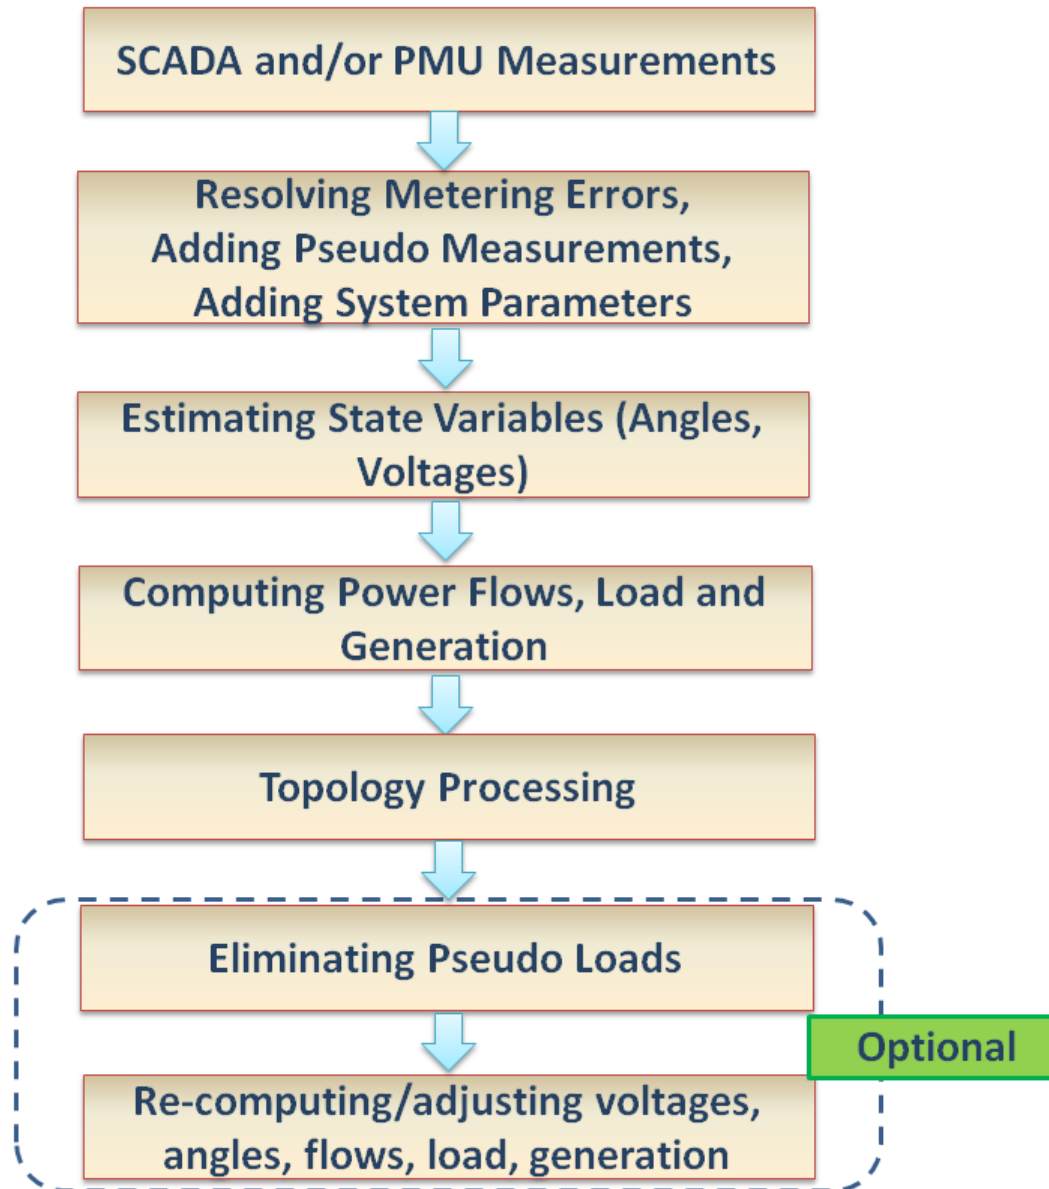 SCADA and/or PMU Measurements
Resolving Metering Errors,
Adding Pseudo Measurements,
Adding System Parameters
Estimating State Variables (Angles,
Voltages)
Computing Power Flows, Load and
Generation
Topology Processing
Eliminating Pseudo Loads
Optional
Re-computing/adjusting voltages,
angles, flows, load, generation